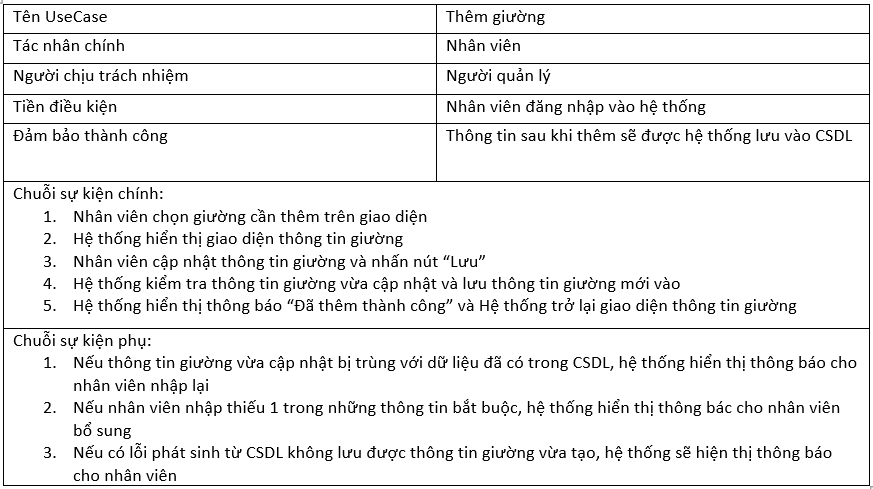 Tên UseCase
Thêm giường
Tác nhân chính
Nhân viên
Người chịu trách nhiệm
Người quản lý
Tiền điều kiện
Nhân viên đăng nhập vào hệ thống
Đảm bảo thành công
Thông tin sau khi thêm sẽ được hệ thống lưu vào CSDL
Chuỗi sự kiện chính:
1. Nhân viên chọn giường cần thêm trên giao diện
2. Hệ thống hiển thị giao diện thông tin giường
3. Nhân viên cập nhật thông tin giường và nhấn nút “Lưu”
4. Hệ thống kiểm tra thông tin giường vừa cập nhật và lưu thông tin giường mới vào
5. Hệ thống hiển thị thông báo “Đã thêm thành công” và Hệ thống trở lại giao diện thông tin giường
Chuỗi sự kiện phụ:
1. Nếu thông tin giường vừa cập nhật bị trùng với dữ liệu đã có trong CSDL, hệ thống hiển thị thông báo cho
nhân viên nhập lại
2. Nếu nhân viên nhập thiếu 1 trong những thông tin bắt buộc, hệ thống hiển thị thông bác cho nhân viên
bổ sung
3. Nếu có lỗi phát sinh từ CSDL không lưu được thông tin giường vừa tạo, hệ thống sẽ hiện thị thông báo
cho nhân viên